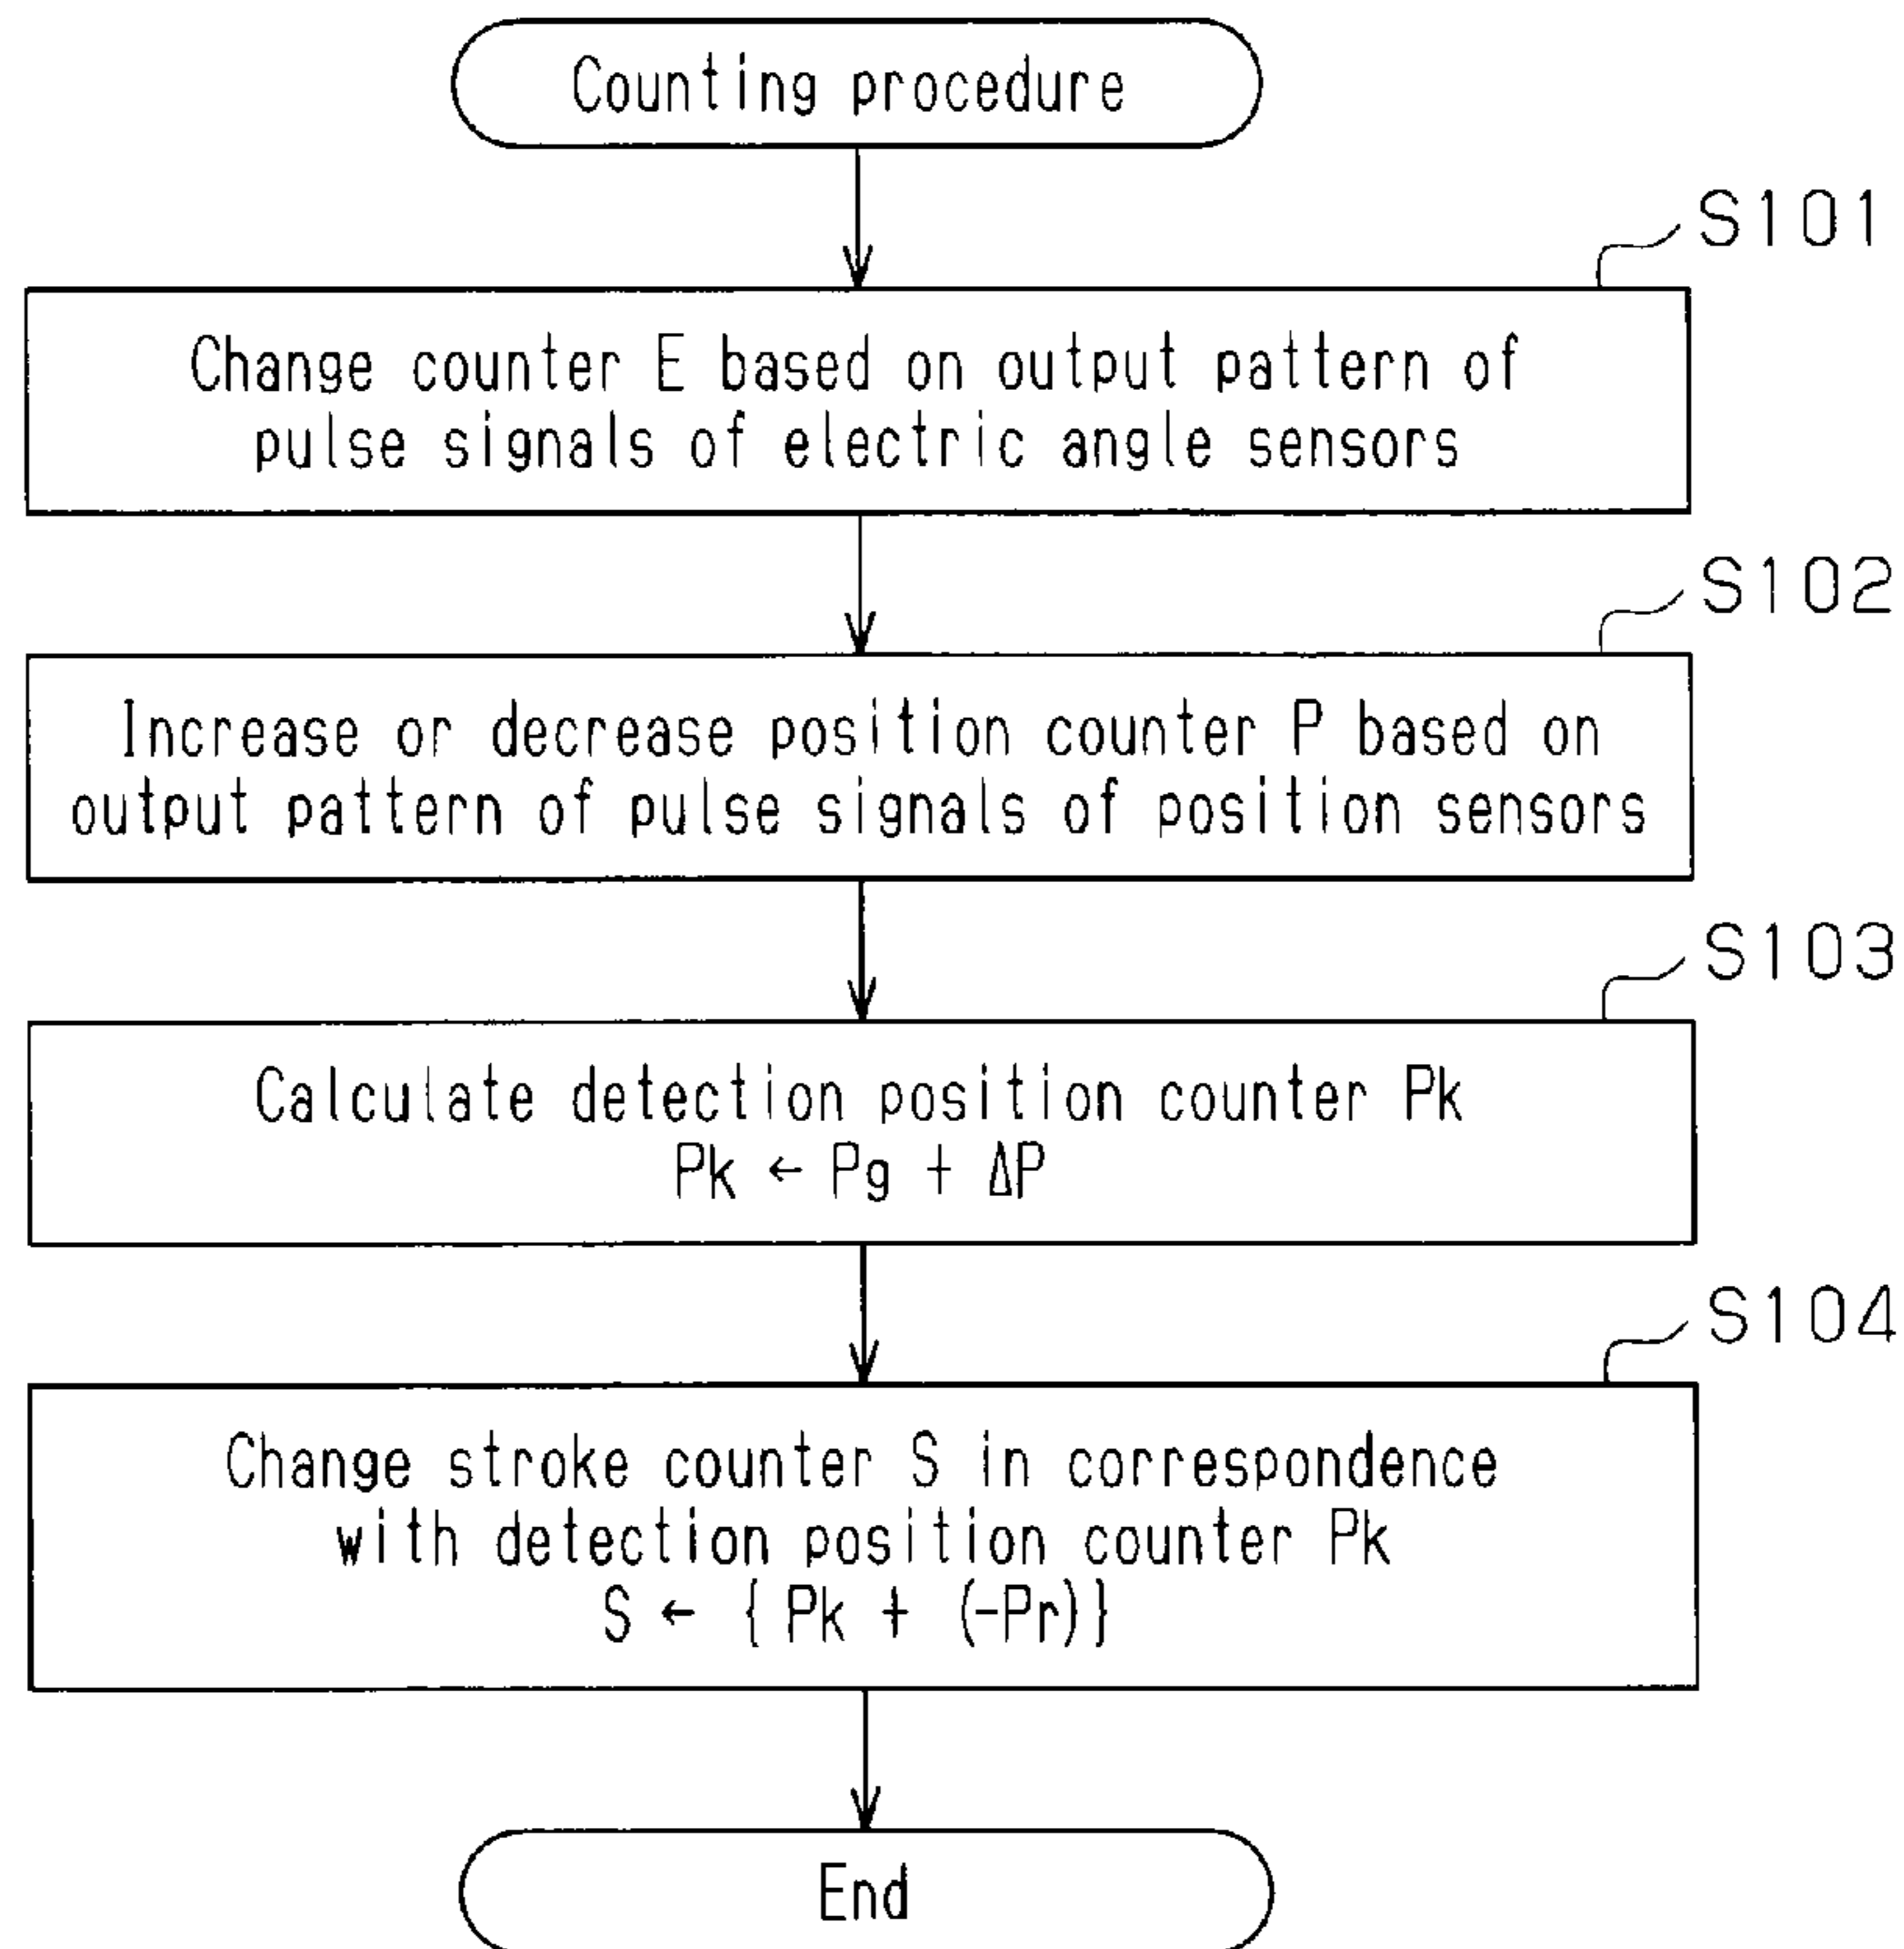 Counting procedure
S101
Change counter E based on output pattern of
pulse signals of electric angle sensors
S102
Increase or decrease position counter P based on
output pattern of pulse signals of position sensors
S103
Calculate detection position counter Pk
Pk ← Pg + ΔP
S104
Change stroke counter S in correspondence
with detection position counter Pk
S ← { Pk + (-Pr)}
End